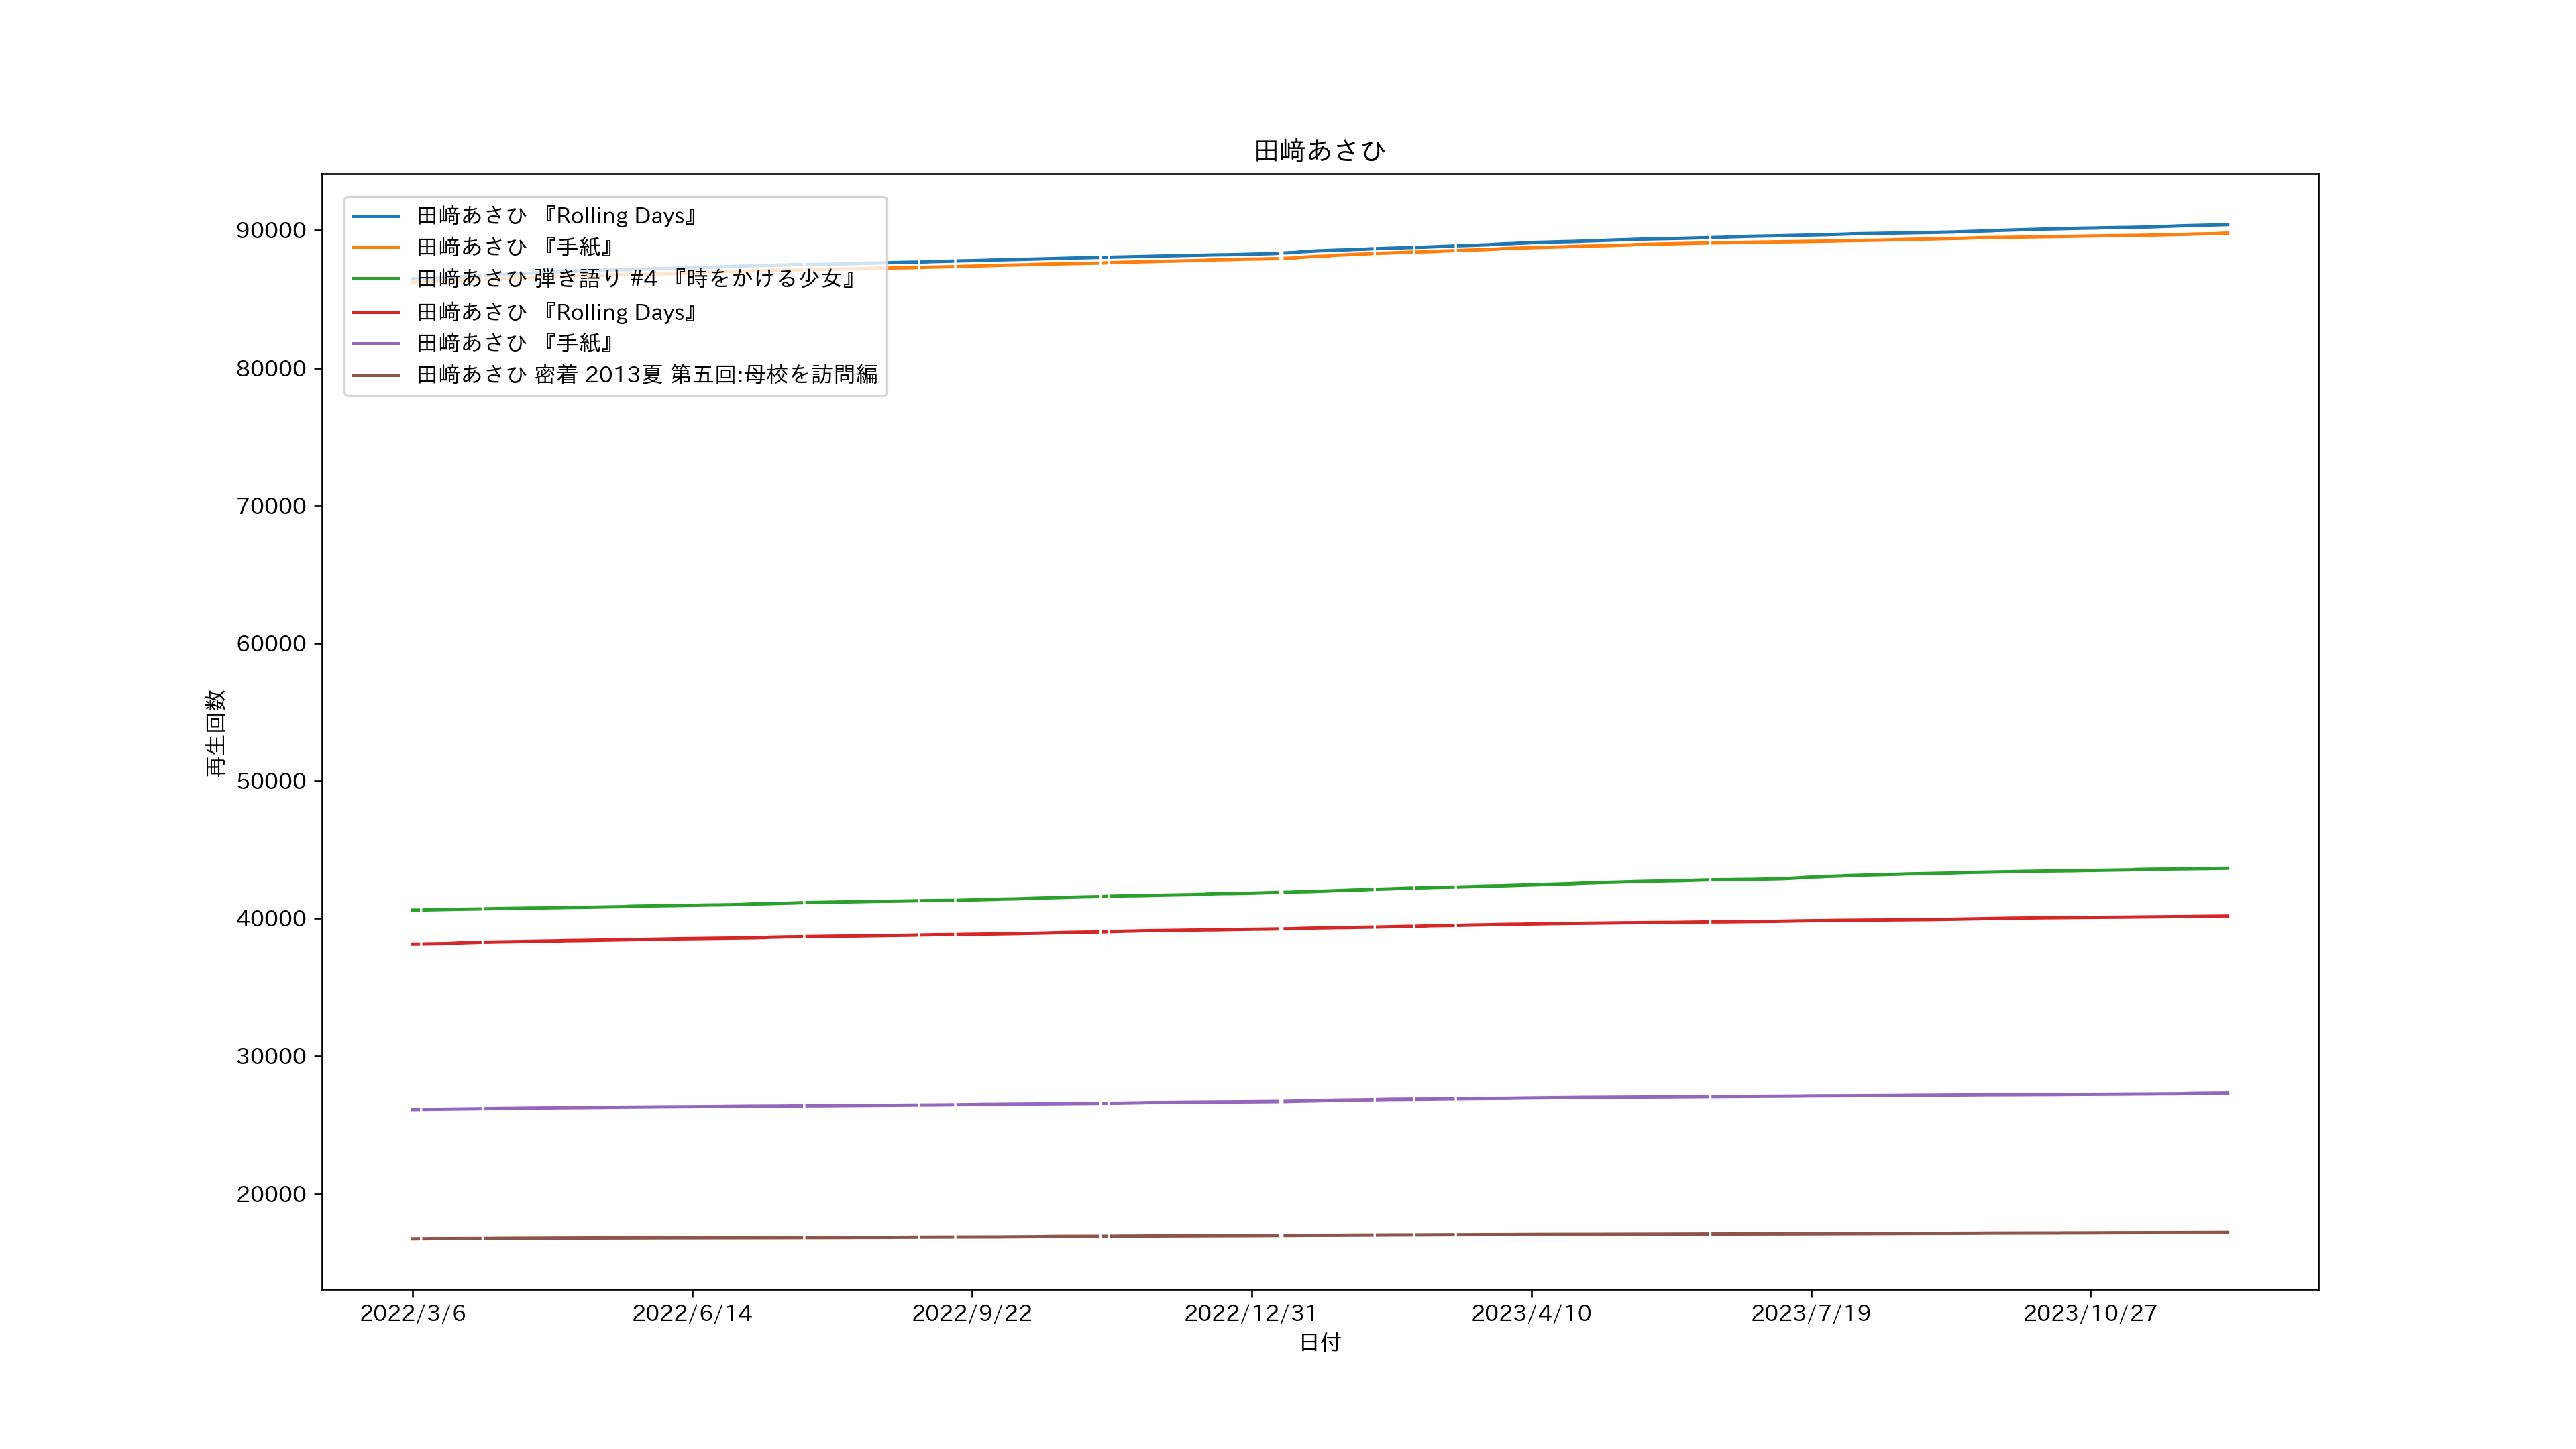 田﨑あさひ
田﨑あさひ 『Rolling Days』
田﨑あさひ 『手紙』
田﨑あさひ 弾き語り #4 『時をかける少女』
田﨑あさひ 『Rolling Days』
田﨑あさひ 『手紙』
田﨑あさひ 密着 2013夏 第五回:母校を訪問編
再生回数
90000
80000
70000
60000
50000
40000
30000
20000
2022/3/6 2022/6/14 2022/9/22 2022/12/31 2023/4/10 2023/7/19 2023/10/27
日付